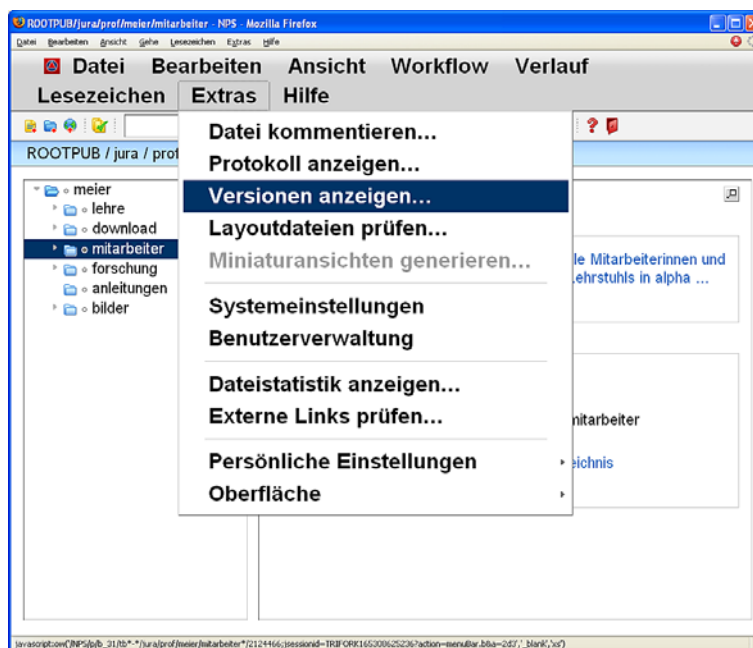 ROOTPUB/jura/prof/meier/mitarbeiter - NPS - Mozilla Firefox
Datei Bearbeiten Ansicht Gehe Lesezeichen Extras Hilfe
Datei Bearbeiten Ansicht Workflow Verlauf
Lesezeichen Extras Hilfe
ROOTPUB / jura / prof
Datei kommentieren...
Protokoll anzeigen...
Versionen anzeigen...
Layoutdateien prüfen...
Miniaturansichten generieren...
Systemeinstellungen
Benutzerverwaltung
Dateistatistik anzeigen...
Externe Links prüfen...
Persönliche Einstellungen
Oberfläche
meier
lehre
download
mitarbeiter
forschung
anleitungen
bilder
le Mitarbeiterinnen und
ehrstuhls in alpha ...
mitarbeiter
eichnis